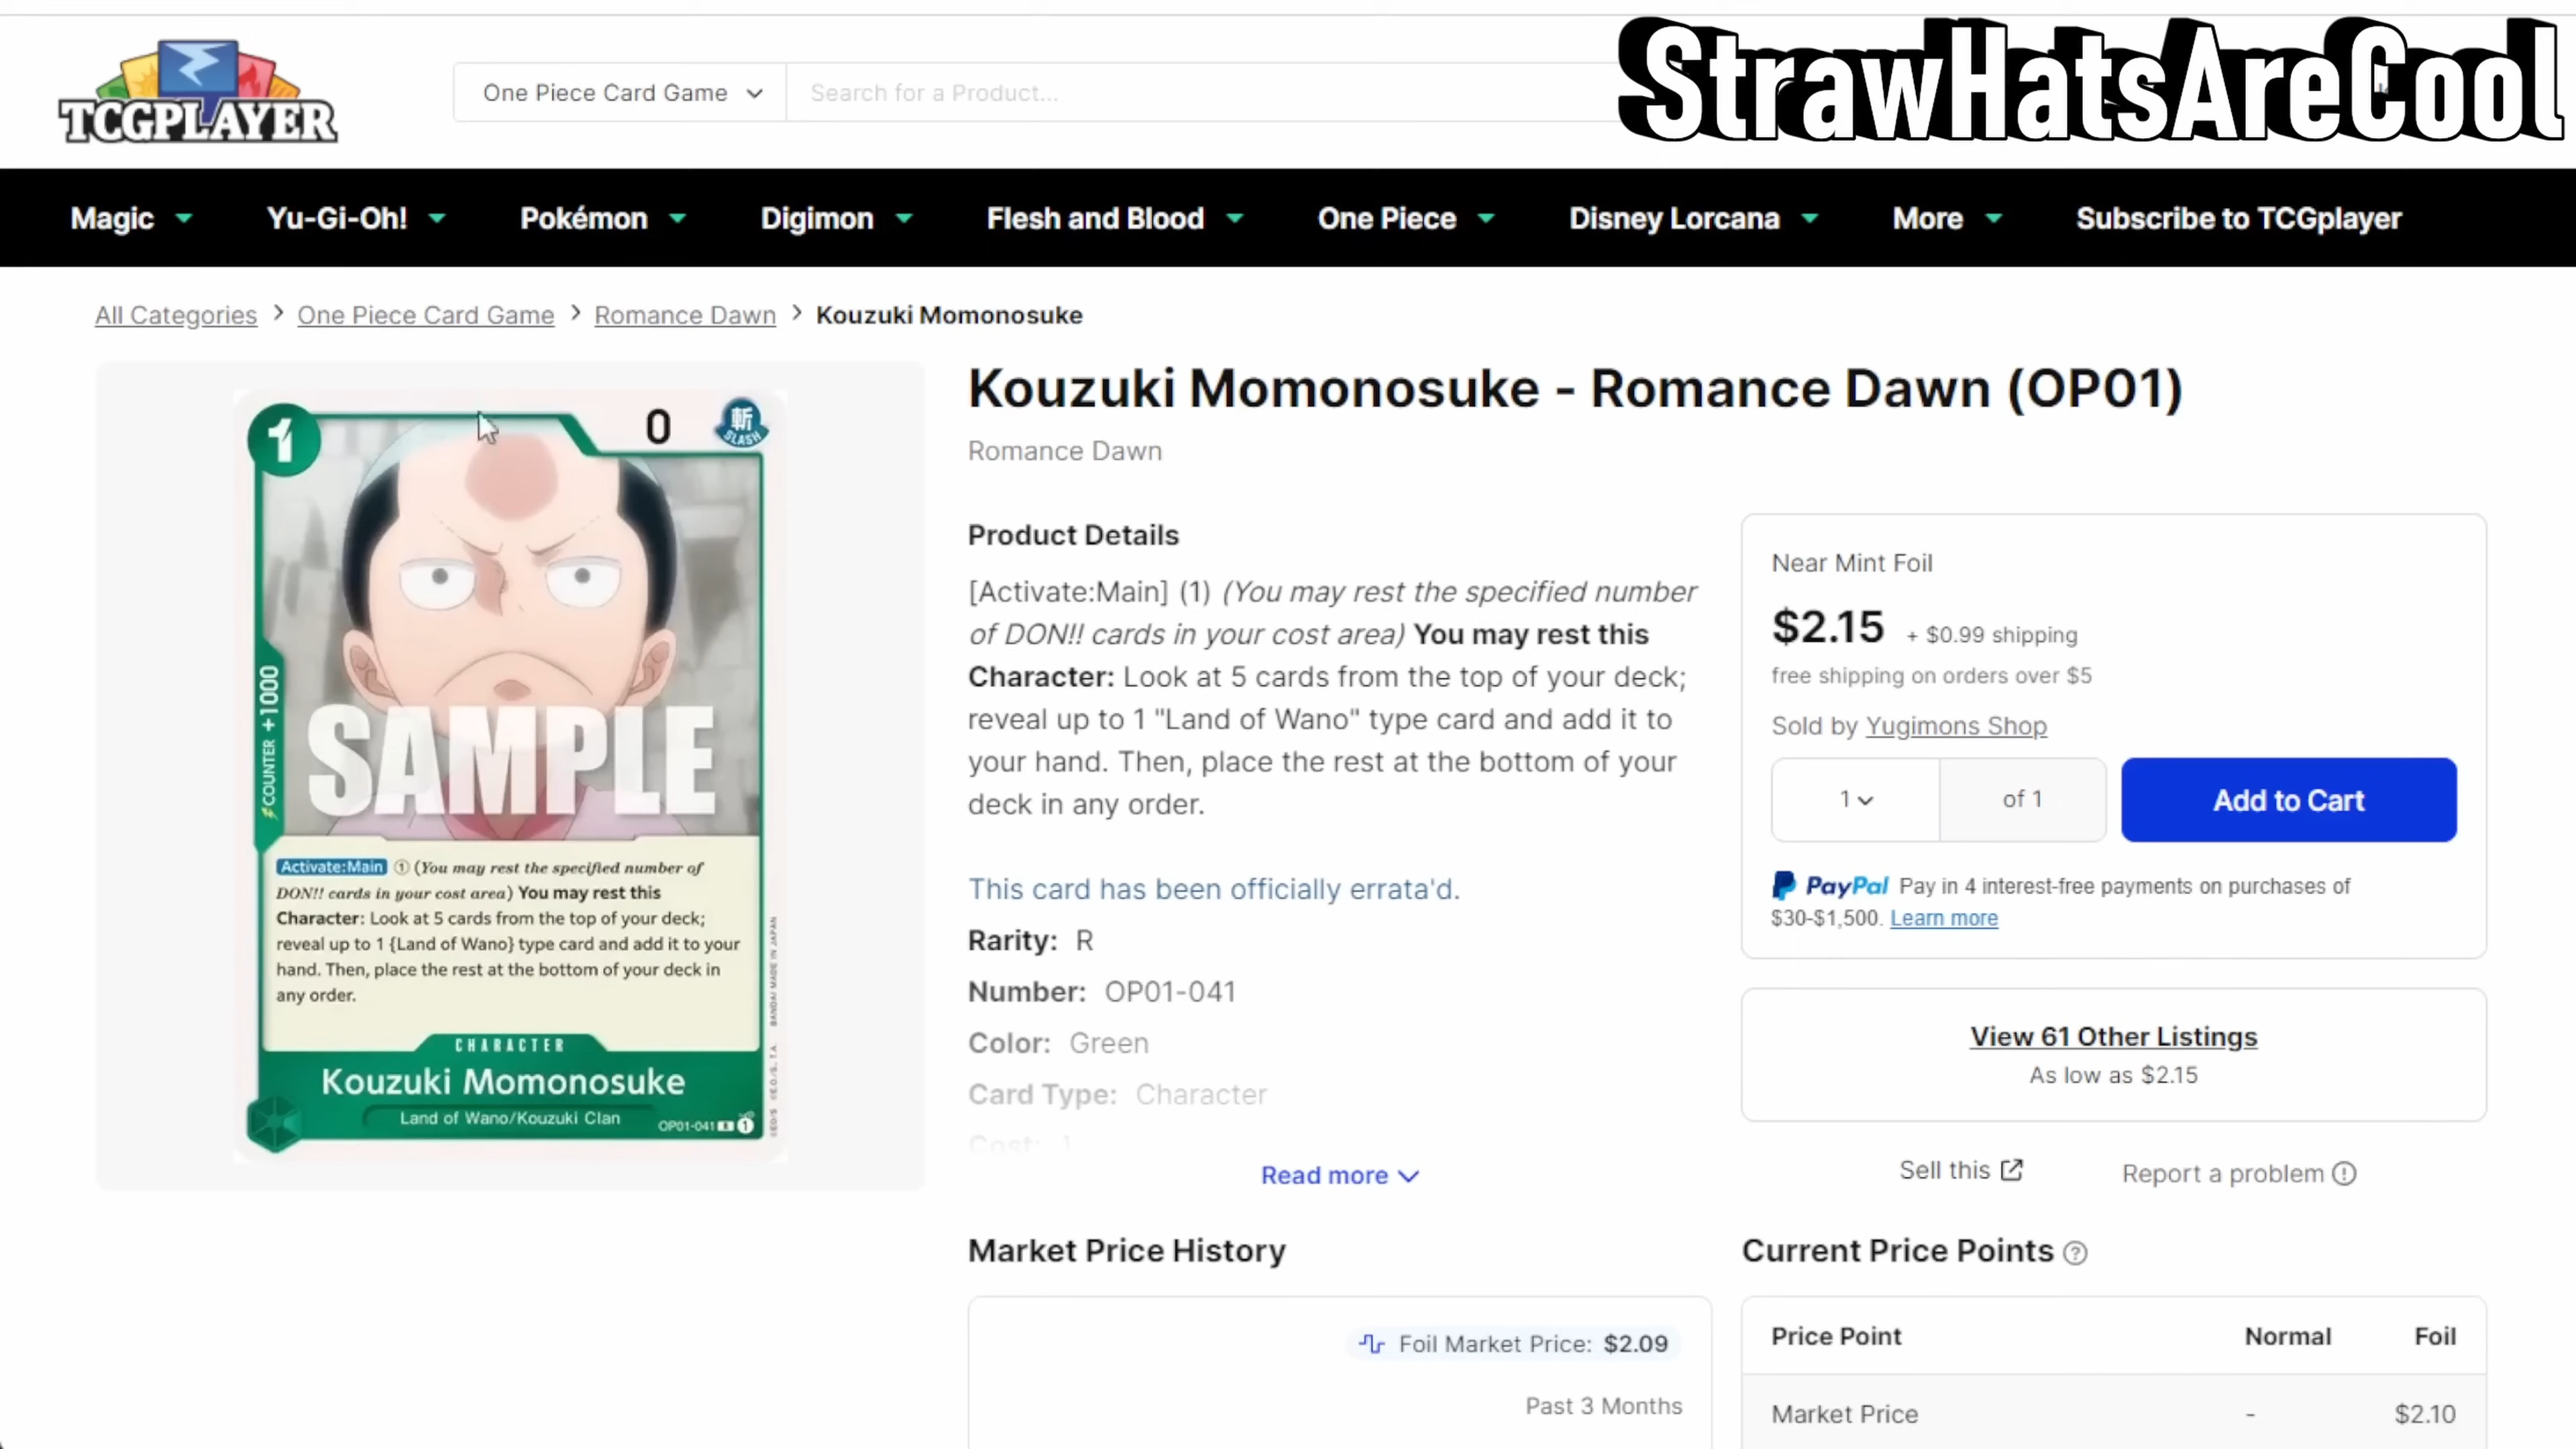 TCGPLAYER
One Piece Card Game
Search for a Product...
StrawHatsAreCool
Magic
Yu-Gi-Oh!
Pokémon
Digimon
Flesh and Blood
One Piece
Disney Lorcana
More
Subscribe to TCGplayer
All Categories > One Piece Card Game > Romance Dawn > Kouzuki Momonosuke
1
0
斬
SLASH
COUNTER +1000
SAMPLE
Activate:Main ① (You may rest the specified number of
DON!! cards in your cost area) You may rest this
Character: Look at 5 cards from the top of your deck;
reveal up to 1 {Land of Wano} type card and add it to your
hand. Then, place the rest at the bottom of your deck in
any order.
CHARACTER
Kouzuki Momonosuke
Land of Wano/Kouzuki Clan
OP01-041 R 1
BANDAI MADE IN JAPAN
Kouzuki Momonosuke - Romance Dawn (OP01)
Romance Dawn
Product Details
[Activate:Main] (1) (You may rest the specified number
of DON!! cards in your cost area) You may rest this
Character: Look at 5 cards from the top of your deck;
reveal up to 1 "Land of Wano" type card and add it to
your hand. Then, place the rest at the bottom of your
deck in any order.
This card has been officially errata'd.
Rarity: R
Number: OP01-041
Color: Green
Card Type: Character
Cost: 1
Read more
Near Mint Foil
$2.15 + $0.99 shipping
free shipping on orders over $5
Sold by Yugimons Shop
1
of 1
Add to Cart
PayPal Pay in 4 interest-free payments on purchases of
$30-$1,500. Learn more
View 61 Other Listings
As low as $2.15
Sell this
Report a problem
Market Price History
Foil Market Price: $2.09
Past 3 Months
Current Price Points
Price Point Normal Foil
Market Price - $2.10